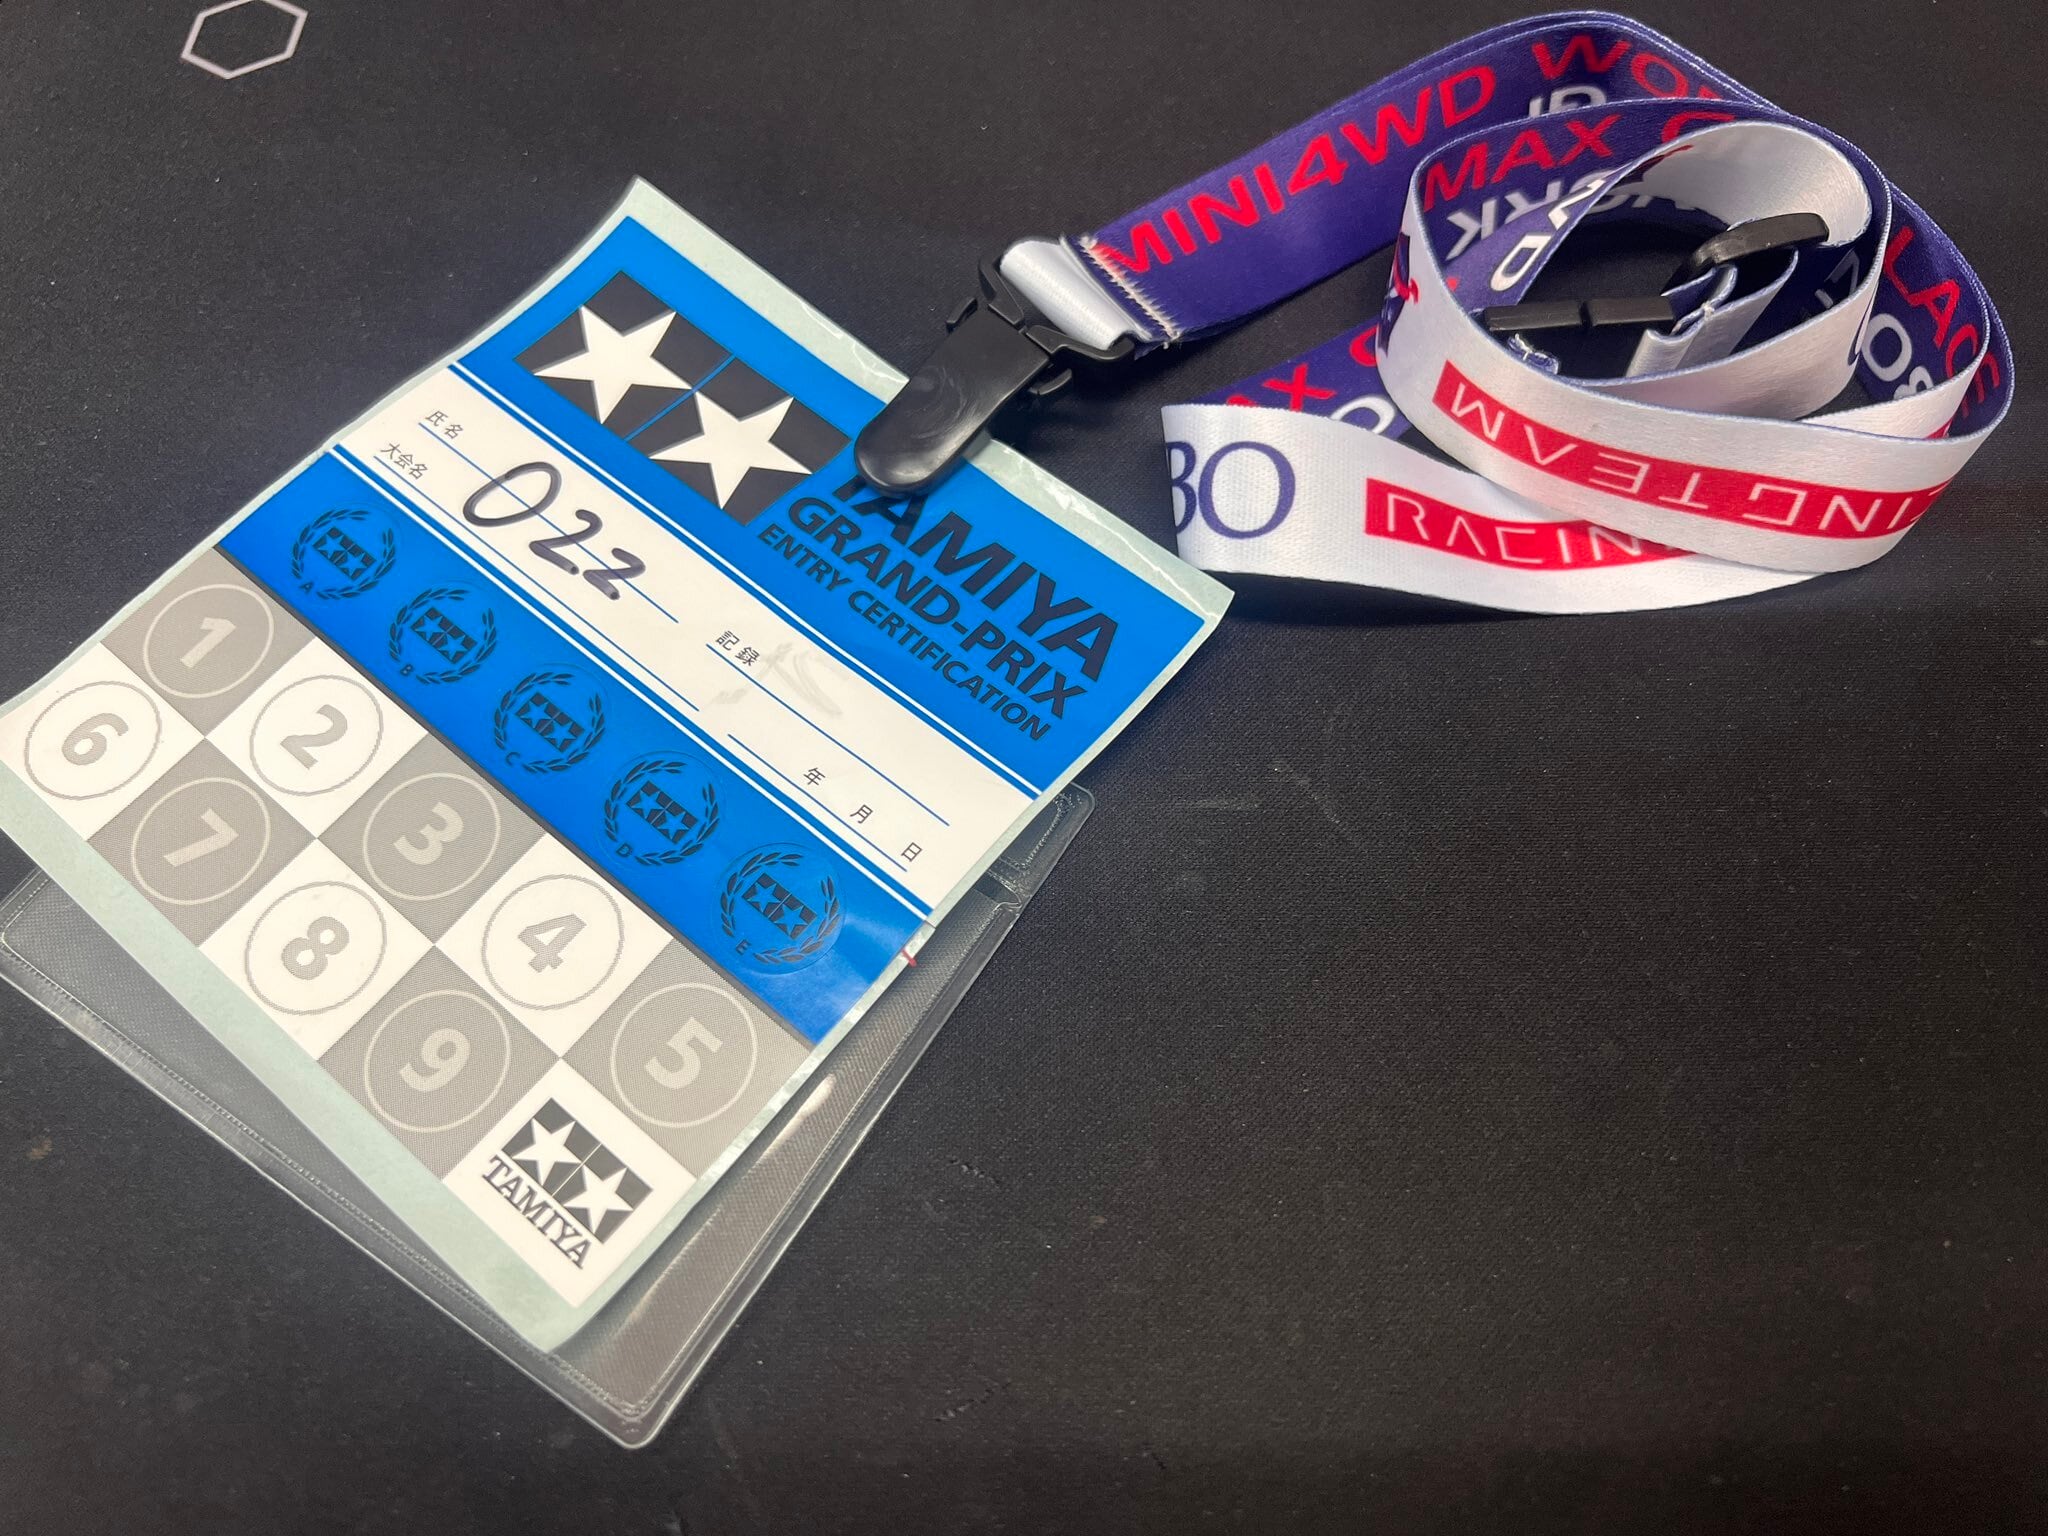 TAMIYA
GRAND-PRIX
ENTRY CERTIFICATION
氏名
大会名
022
記録
年 月 日
A B C D E
1 2 3 4 5
6 7 8 9
TAMIYA
MINI4WD
MAX
RACING TEAM